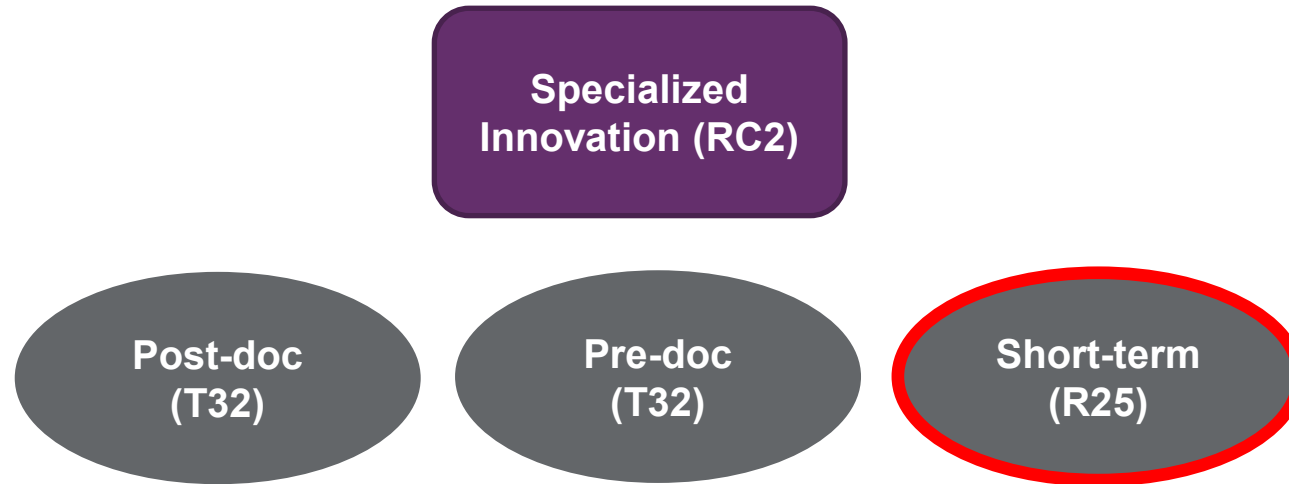 Specialized
Innovation (RC2)
Post-doc
(T32)
Pre-doc
(T32)
Short-term
(R25)